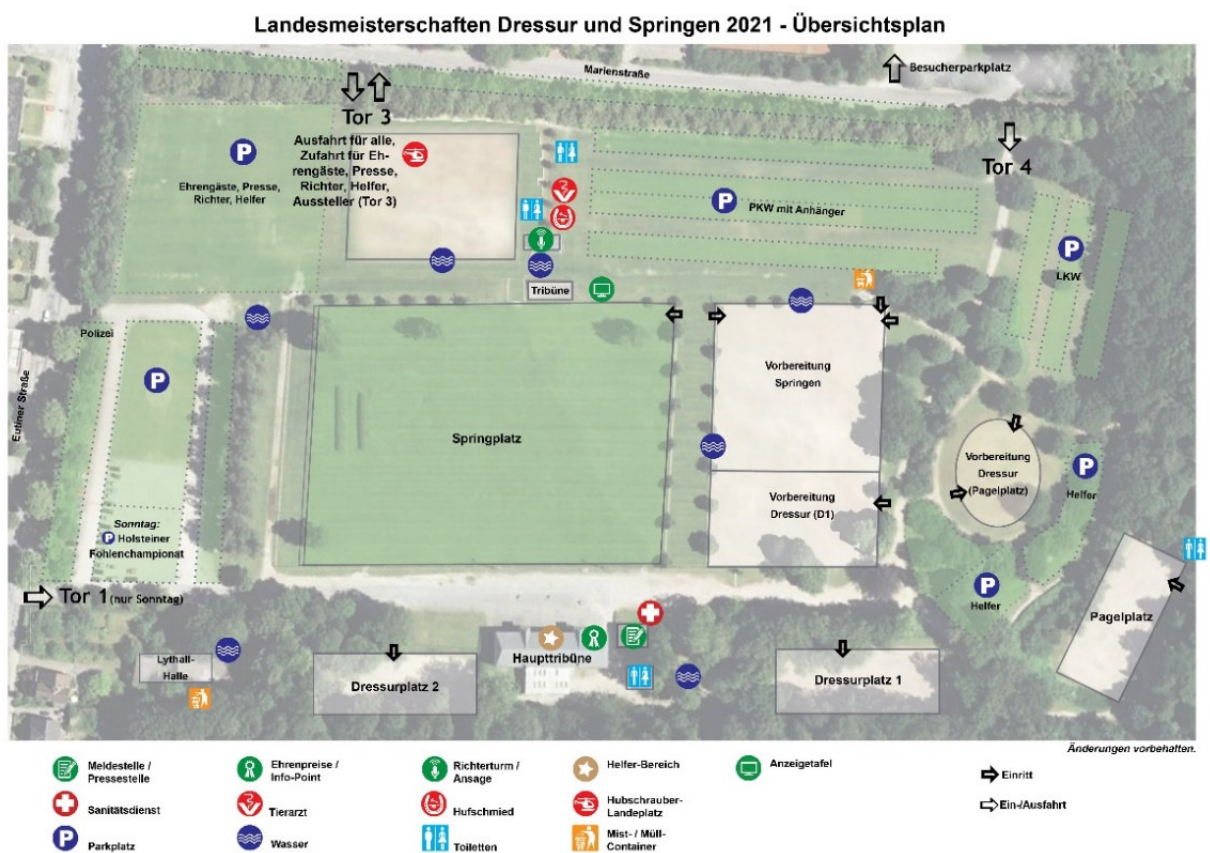 Landesmeisterschaften Dressur und Springen 2021 - Übersichtsplan
Marienstraße
Besucherparkplatz
Tor 3
Ausfahrt für alle,
Zufahrt für Eh-
rengäste, Presse,
Richter, Helfer,
Aussteller (Tor 3)
P
Ehrengäste, Presse,
Richter, Helfer
Tor 4
P
PKW mit Anhänger
P
LKW
Tribüne
Polizei
P
Eutiner Straße
Vorbereitung
Springen
Springplatz
Vorbereitung
Dressur
(Pagelplatz)
P
Helfer
Vorbereitung
Dressur (D1)
Sonntag:
P Holsteiner
Fohlenchampionat
P
Helfer
Tor 1 (nur Sonntag)
Pagelplatz
Lythall-
Halle
Haupttribüne
Dressurplatz 2
Dressurplatz 1
Änderungen vorbehalten.
Meldestelle /
Pressestelle
Ehrenpreise /
Info-Point
Richterturm /
Ansage
Helfer-Bereich
Anzeigetafel
Einritt
Sanitätsdienst
Tierarzt
Hufschmied
Hubschrauber-
Landeplatz
Ein-/Ausfahrt
P
Parkplatz
Wasser
Toiletten
Mist- / Müll-
Container